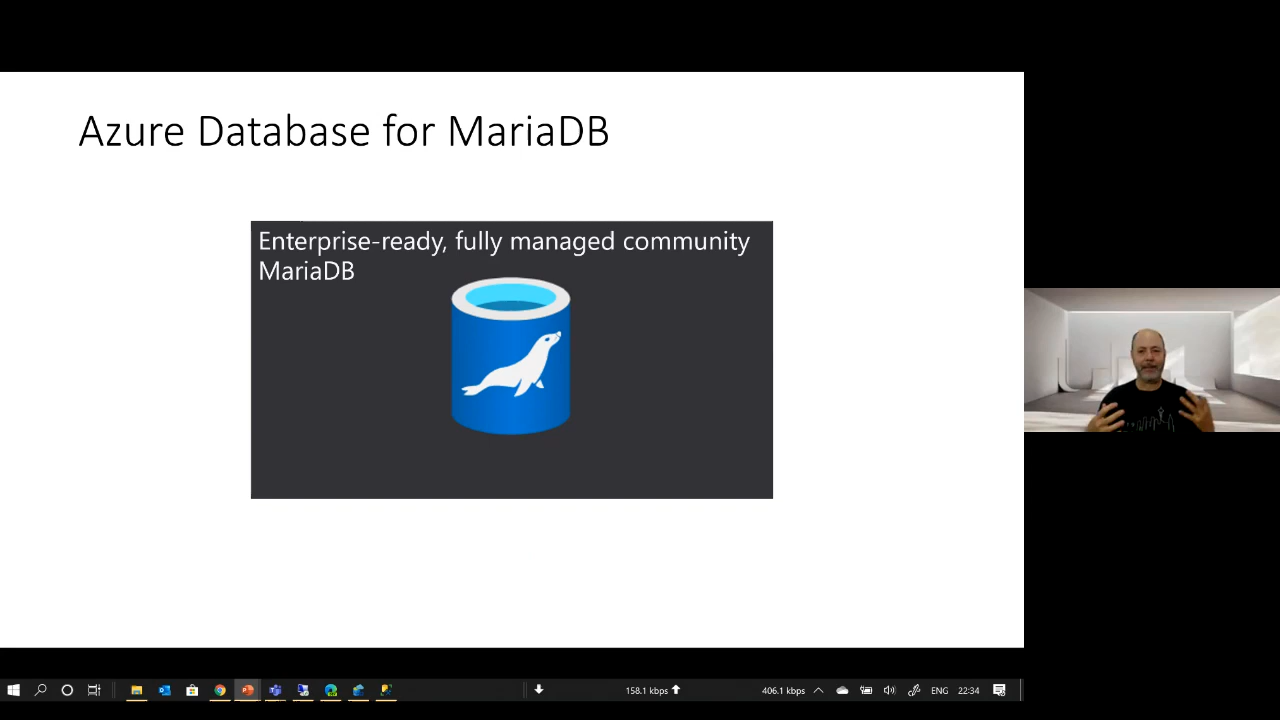 Azure Database for MariaDB
Enterprise-ready, fully managed community
MariaDB
158.1 kbps
406.1 kbps
ENG
22:34